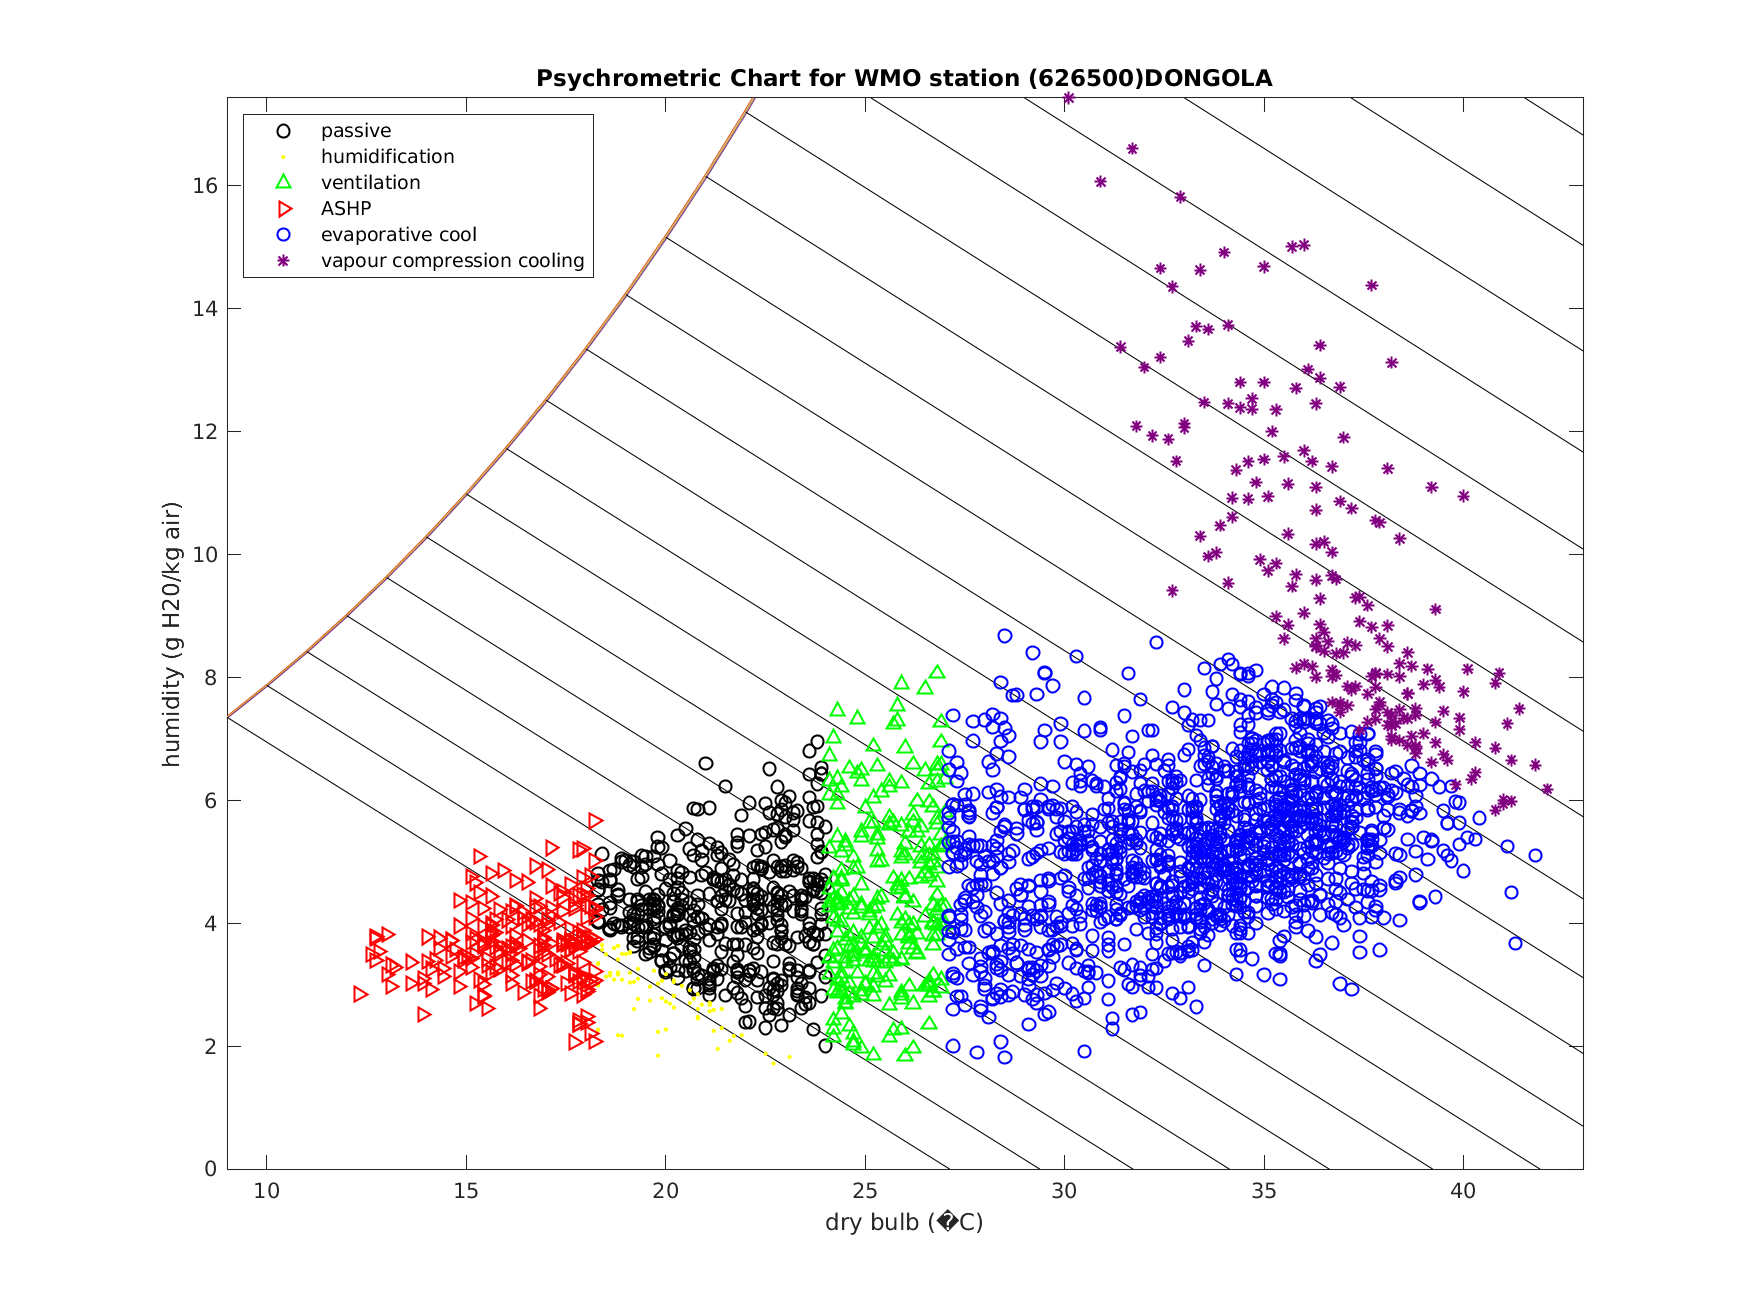 Psychrometric Chart for WMO station (626500)DONGOLA
passive
humidification
ventilation
ASHP
evaporative cool
vapour compression cooling
humidity (g H20/kg air)
16
14
12
10
8
6
4
2
0
10 15 20 25 30 35 40
dry bulb (�C)